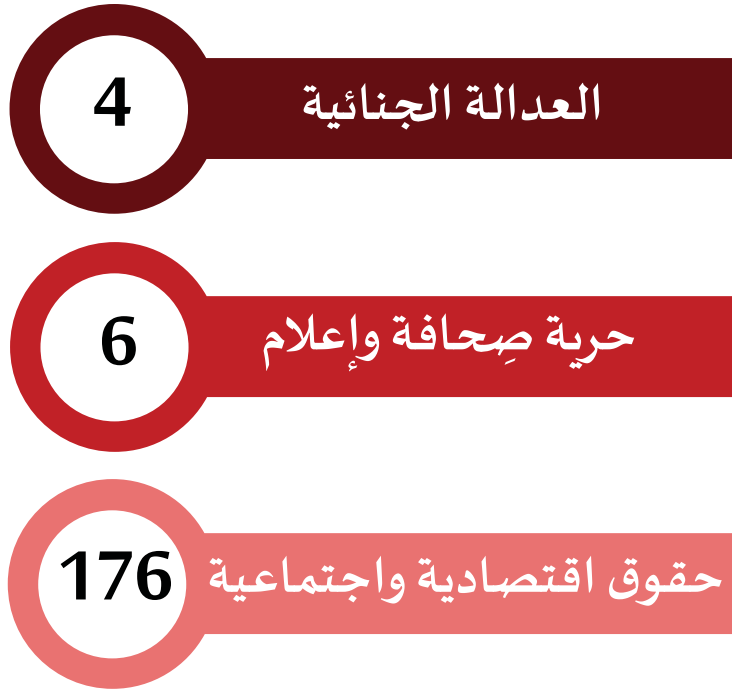 العدالة الجنائية
4
حرية صِحافة وإعلام
6
حقوق اقتصادية واجتماعية
176